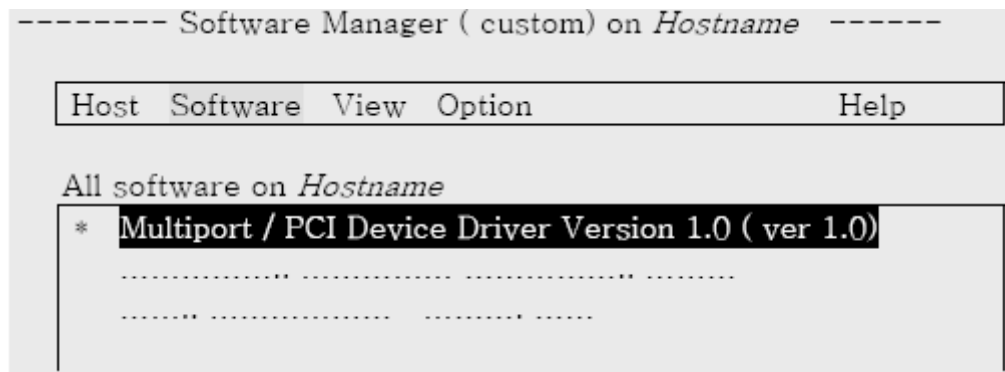 -------- Software Manager ( custom) on Hostname ------
Host Software View Option Help
All software on Hostname
* Multiport / PCI Device Driver Version 1.0 ( ver 1.0)
................. ............... ................. .........
........ .................. .......... ......